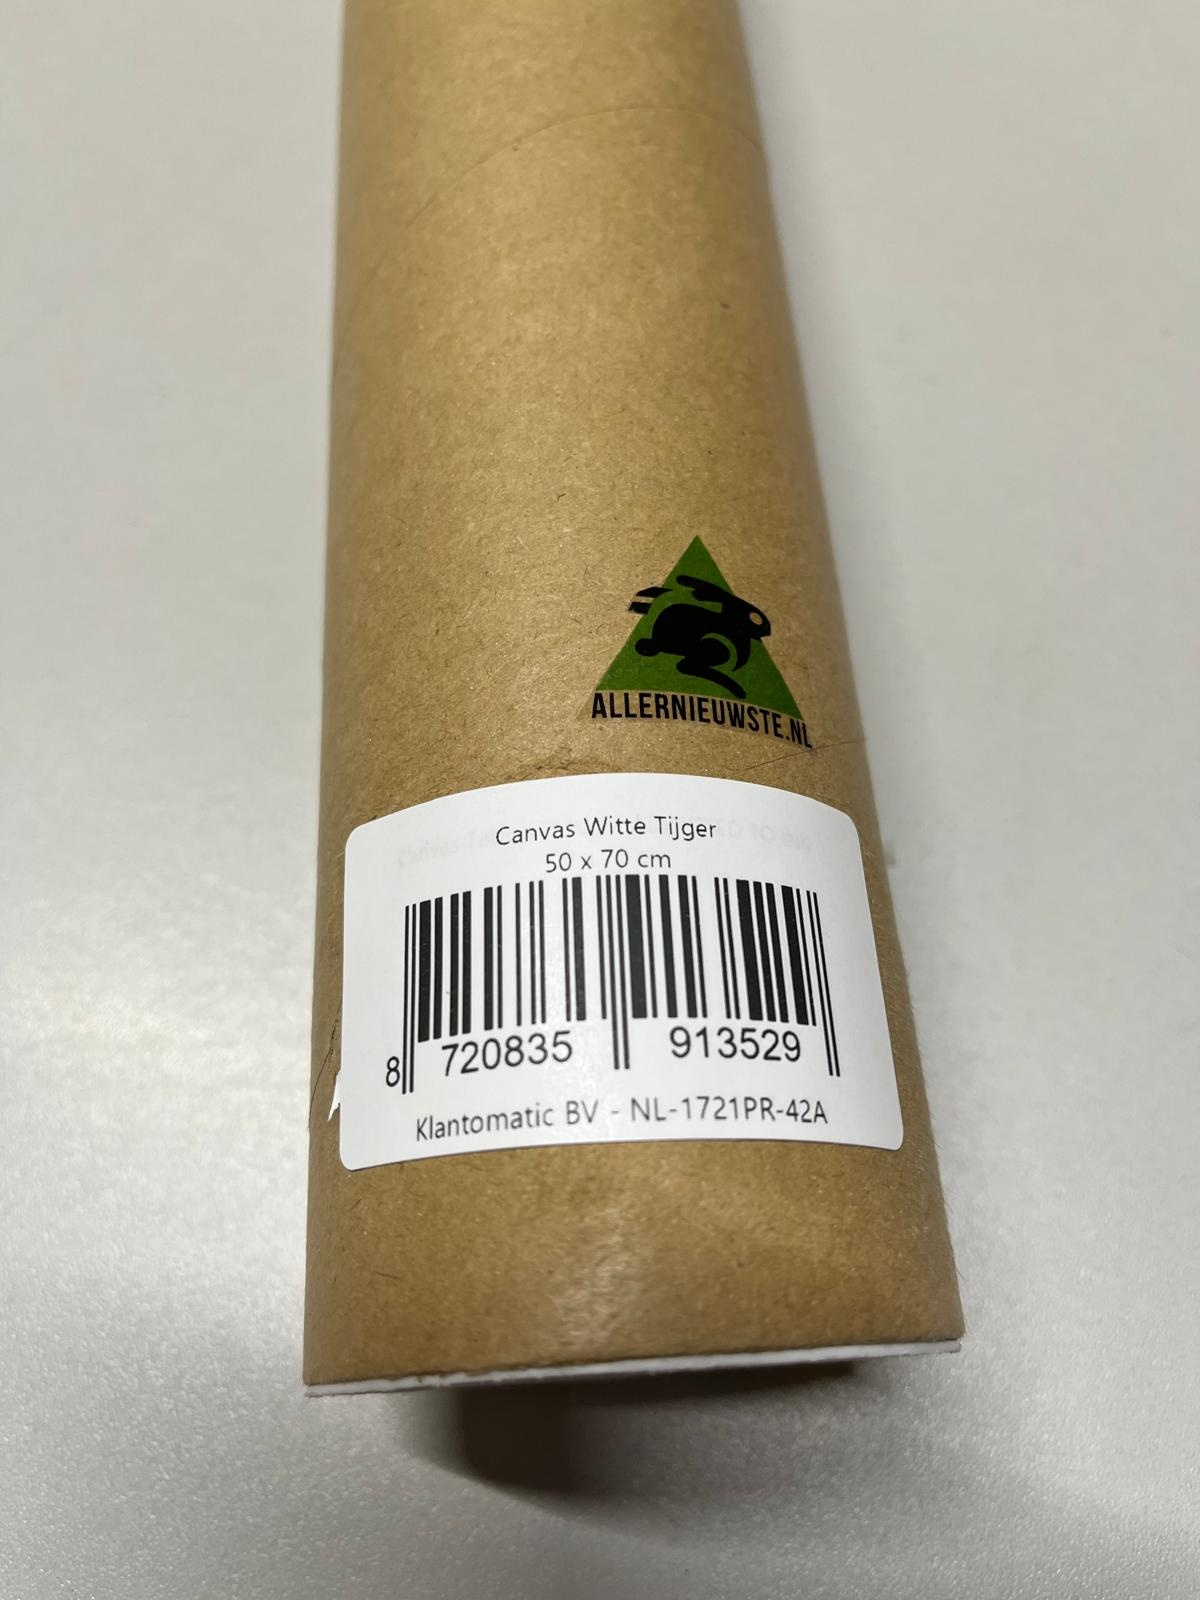 ALLERNIEUWSTE.NL
Canvas Witte Tijger
50 x 70 cm
8 720835 913529
Klantomatic BV - NL-1721PR-42A